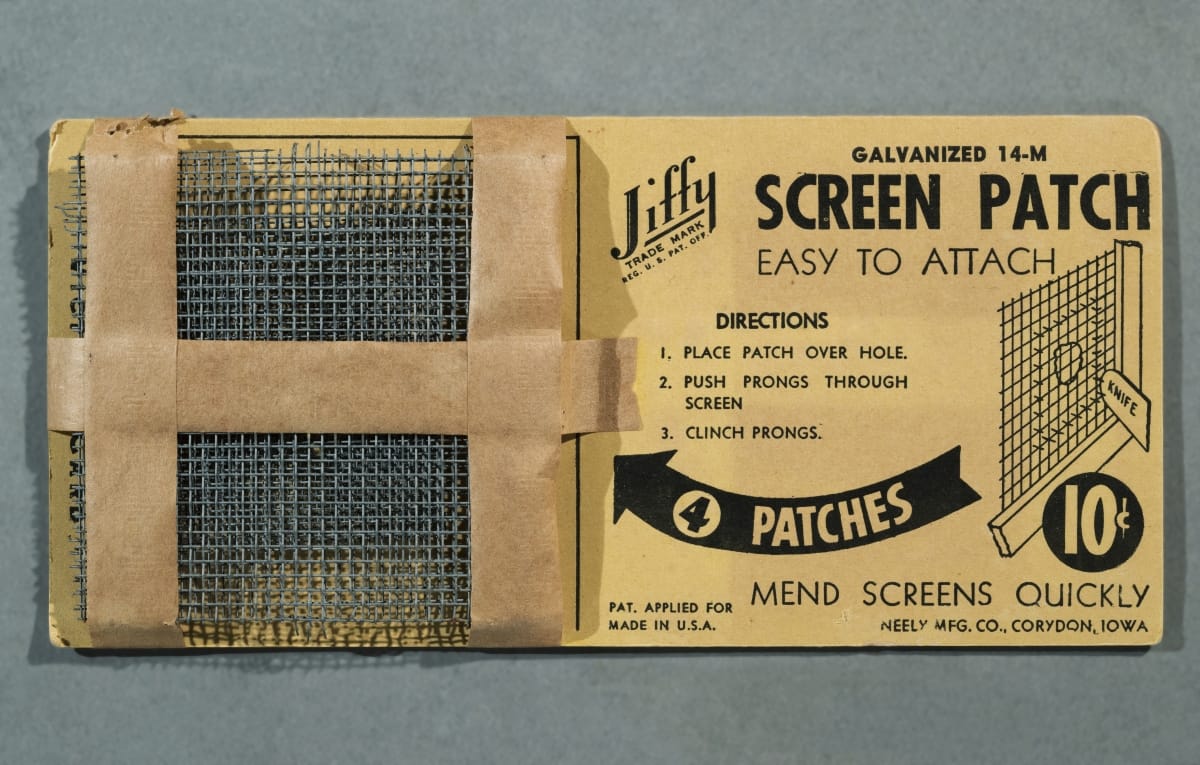 Jiffy
TRADE MARK
REG. U. S. PAT. OFF.
GALVANIZED 14-M
SCREEN PATCH
EASY TO ATTACH
DIRECTIONS
1. PLACE PATCH OVER HOLE.
2. PUSH PRONGS THROUGH
SCREEN
3. CLINCH PRONGS.
KNIFE
4 PATCHES
10¢
MEND SCREENS QUICKLY
PAT. APPLIED FOR
MADE IN U.S.A.
NEELY MFG. CO., CORYDON, IOWA